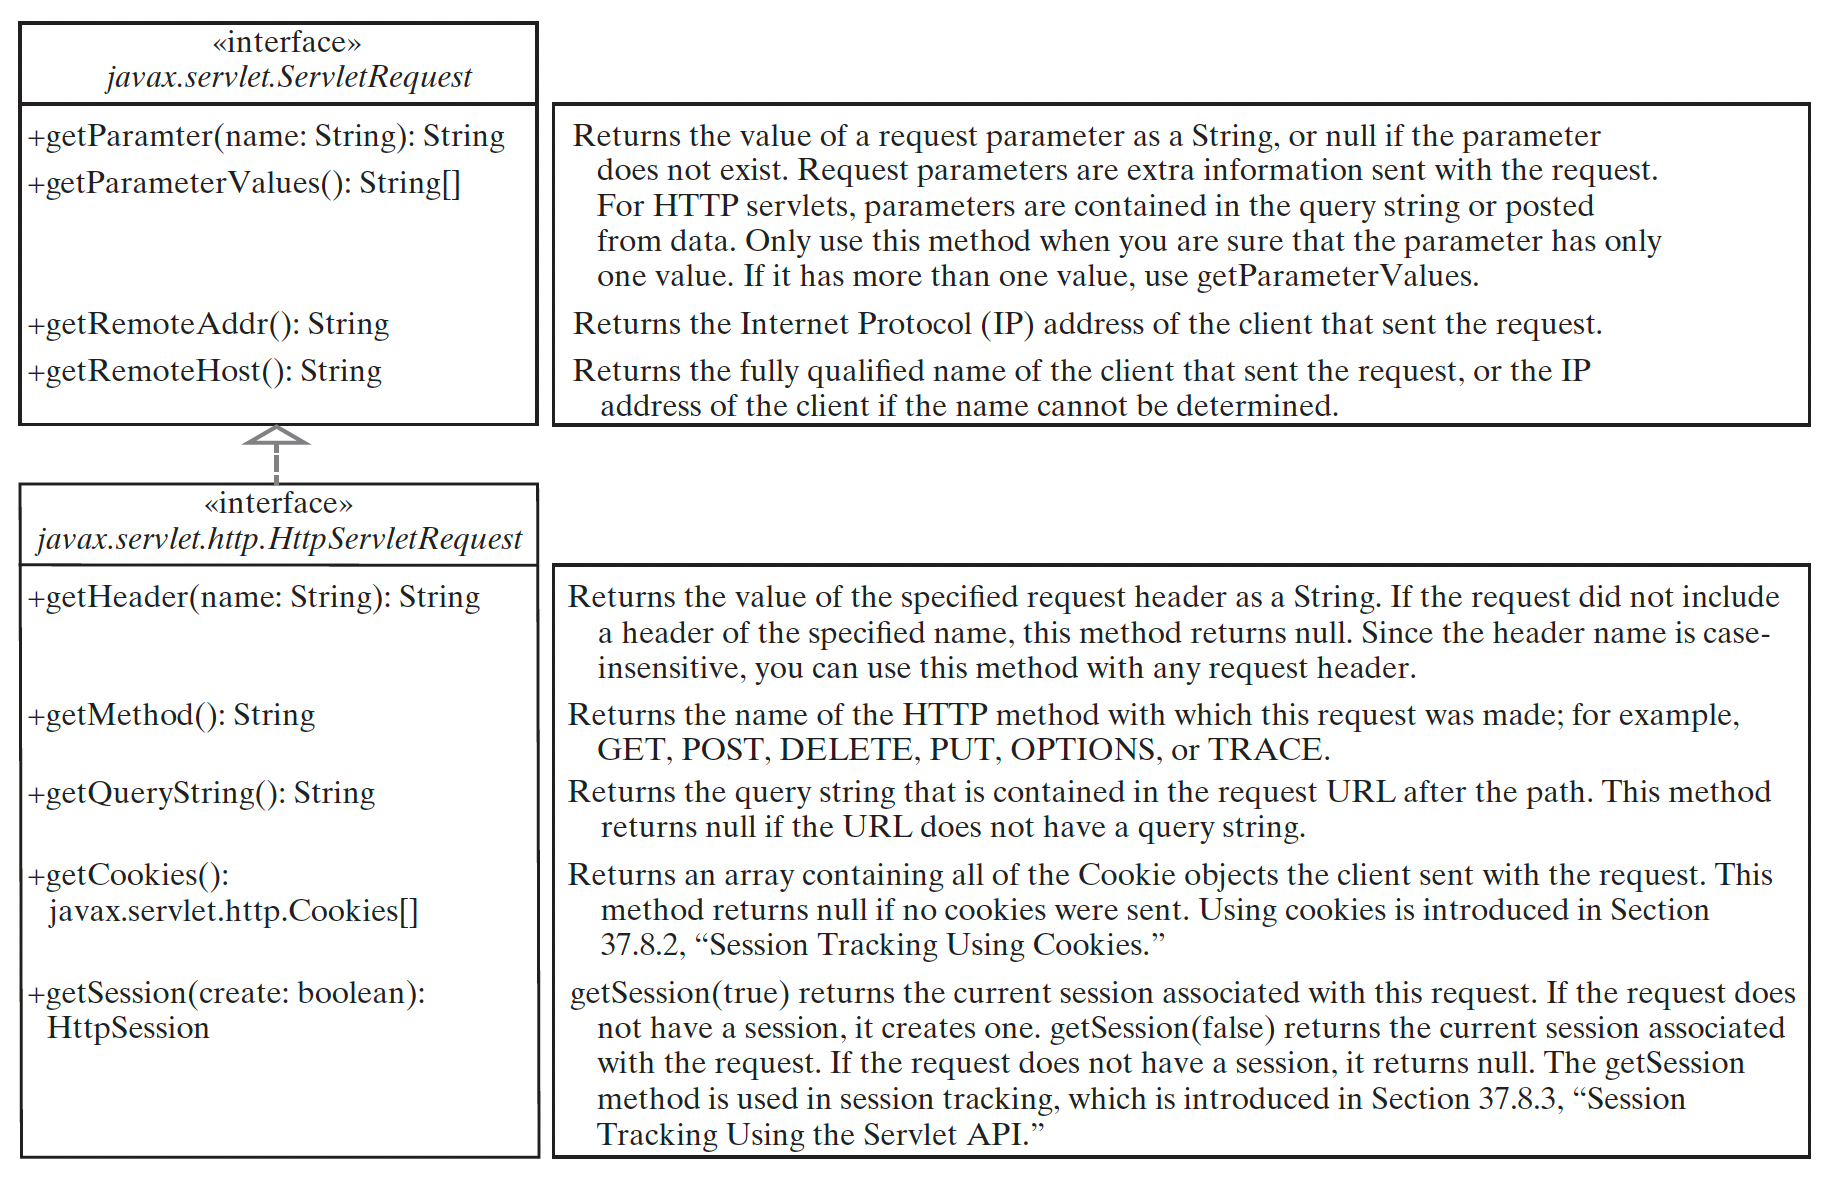 «interface»
javax.servlet.ServletRequest
+getParamter(name: String): String
+getParameterValues(): String[]
Returns the value of a request parameter as a String, or null if the parameter
does not exist. Request parameters are extra information sent with the request.
For HTTP servlets, parameters are contained in the query string or posted
from data. Only use this method when you are sure that the parameter has only
one value. If it has more than one value, use getParameterValues.
+getRemoteAddr(): String
Returns the Internet Protocol (IP) address of the client that sent the request.
+getRemoteHost(): String
Returns the fully qualified name of the client that sent the request, or the IP
address of the client if the name cannot be determined.
«interface»
javax.servlet.http.HttpServletRequest
+getHeader(name: String): String
Returns the value of the specified request header as a String. If the request did not include
a header of the specified name, this method returns null. Since the header name is case-
insensitive, you can use this method with any request header.
+getMethod(): String
Returns the name of the HTTP method with which this request was made; for example,
GET, POST, DELETE, PUT, OPTIONS, or TRACE.
+getQueryString(): String
Returns the query string that is contained in the request URL after the path. This method
returns null if the URL does not have a query string.
+getCookies():
javax.servlet.http.Cookies[]
Returns an array containing all of the Cookie objects the client sent with the request. This
method returns null if no cookies were sent. Using cookies is introduced in Section
37.8.2, “Session Tracking Using Cookies.”
+getSession(create: boolean):
HttpSession
getSession(true) returns the current session associated with this request. If the request does
not have a session, it creates one. getSession(false) returns the current session associated
with the request. If the request does not have a session, it returns null. The getSession
method is used in session tracking, which is introduced in Section 37.8.3, “Session
Tracking Using the Servlet API.”